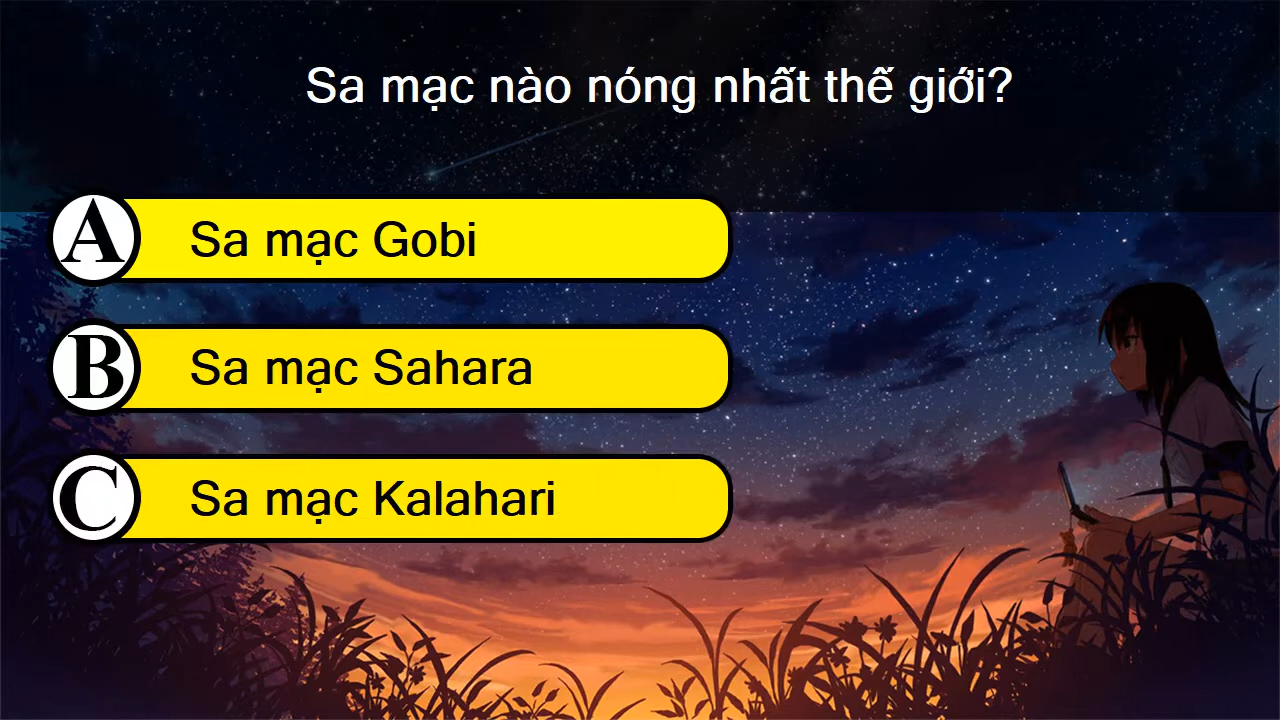 Sa mạc nào nóng nhất thế giới?
A Sa mạc Gobi
B Sa mạc Sahara
C Sa mạc Kalahari